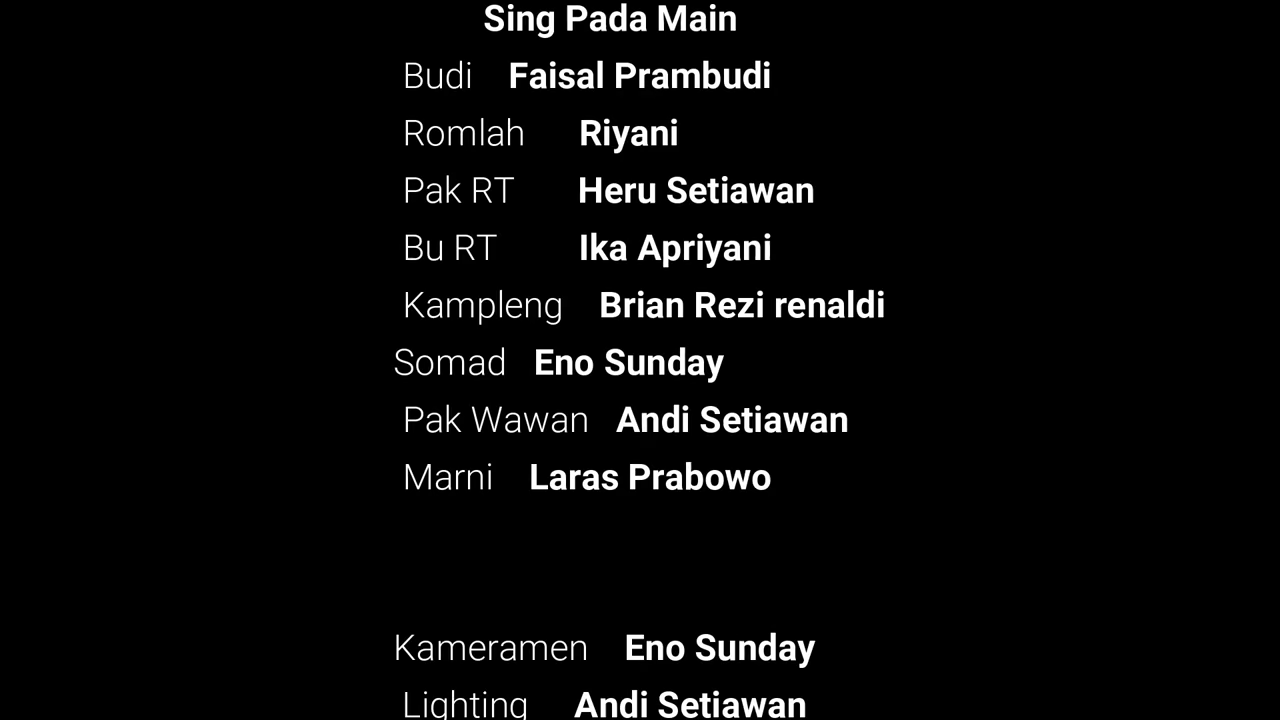 Sing Pada Main
Budi Faisal Prambudi
Romlah Riyani
Pak RT Heru Setiawan
Bu RT Ika Apriyani
Kampleng Brian Rezi renaldi
Somad Eno Sunday
Pak Wawan Andi Setiawan
Marni Laras Prabowo
Kameramen Eno Sunday
Lighting Andi Setiawan